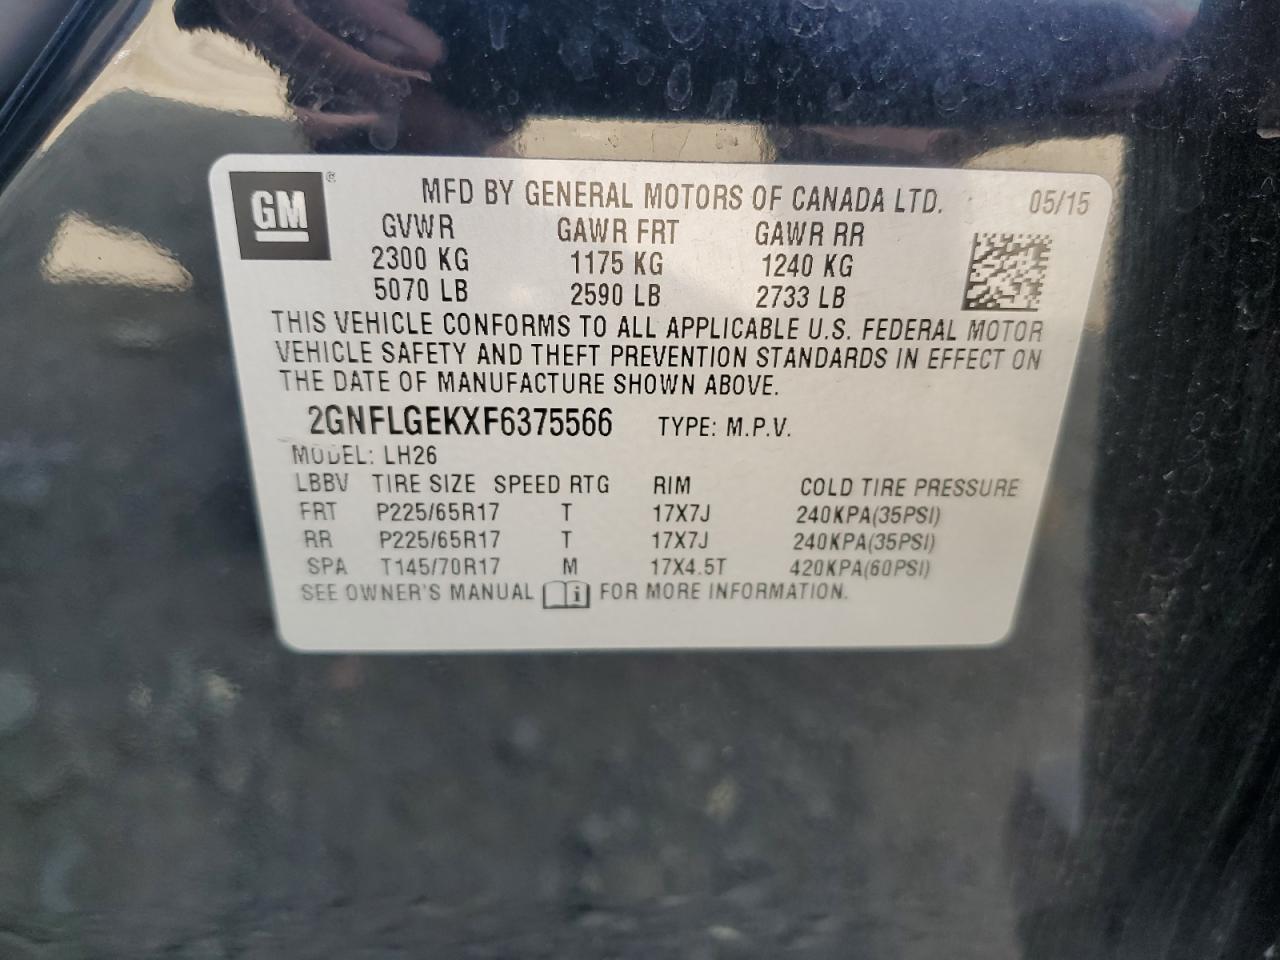 GM ® MFD BY GENERAL MOTORS OF CANADA LTD. 05/15
GVWR GAWR FRT GAWR RR
2300 KG 1175 KG 1240 KG
5070 LB 2590 LB 2733 LB
THIS VEHICLE CONFORMS TO ALL APPLICABLE U.S. FEDERAL MOTOR
VEHICLE SAFETY AND THEFT PREVENTION STANDARDS IN EFFECT ON
THE DATE OF MANUFACTURE SHOWN ABOVE.
2GNFLGEKXF6375566 TYPE: M.P.V.
MODEL: LH26
LBBV TIRE SIZE SPEED RTG RIM COLD TIRE PRESSURE
FRT P225/65R17 T 17X7J 240KPA(35PSI)
RR P225/65R17 T 17X7J 240KPA(35PSI)
SPA T145/70R17 M 17X4.5T 420KPA(60PSI)
SEE OWNER'S MANUAL i FOR MORE INFORMATION.